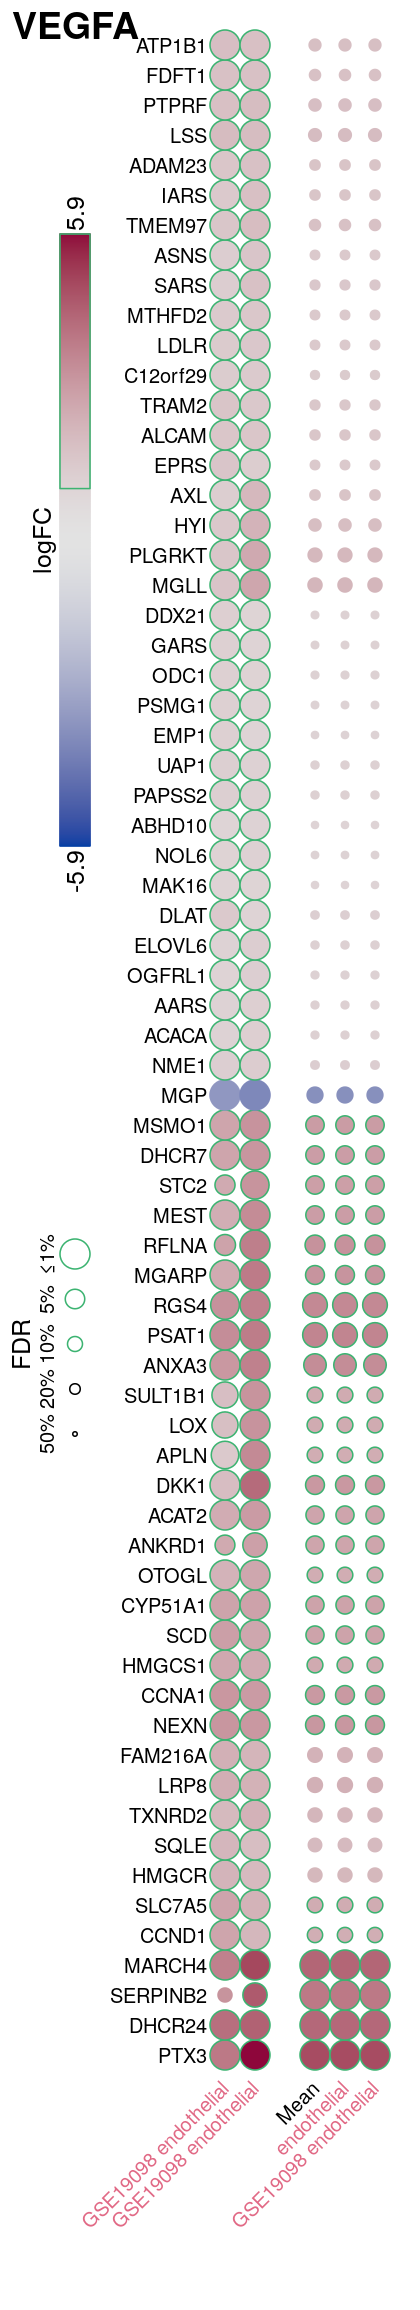 VEGFA
ATP1B1
FDFT1
PTPRF
LSS
ADAM23
IARS
TMEM97
ASNS
SARS
MTHFD2
LDLR
C12orf29
TRAM2
ALCAM
EPRS
AXL
HYI
PLGRKT
MGLL
DDX21
GARS
ODC1
PSMG1
EMP1
UAP1
PAPSS2
ABHD10
NOL6
MAK16
DLAT
ELOVL6
OGFRL1
AARS
ACACA
NME1
MGP
MSMO1
DHCR7
STC2
MEST
RFLNA
MGARP
RGS4
PSAT1
ANXA3
SULT1B1
LOX
APLN
DKK1
ACAT2
ANKRD1
OTOGL
CYP51A1
SCD
HMGCS1
CCNA1
NEXN
FAM216A
LRP8
TXNRD2
SQLE
HMGCR
SLC7A5
CCND1
MARCH4
SERPINB2
DHCR24
PTX3
5.9
logFC
-5.9
FDR
50% 20% 10% 5% ≤1%
GSE19098 endothelial
GSE19098 endothelial
Mean
endothelial
GSE19098 endothelial